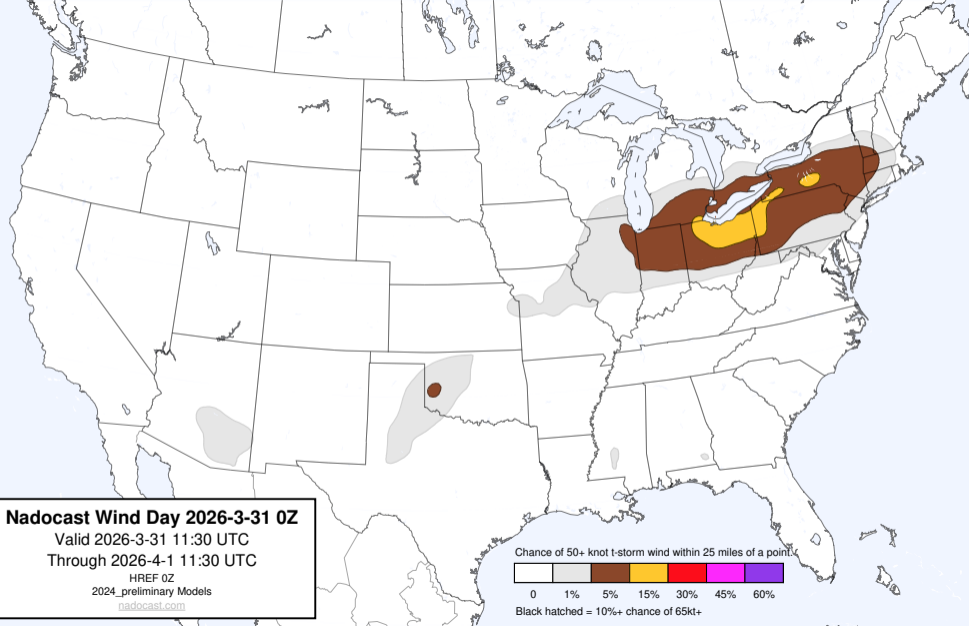 Nadocast Wind Day 2026-3-31 0Z
Valid 2026-3-31 11:30 UTC
Through 2026-4-1 11:30 UTC
HREF 0Z
2024_preliminary Models
nadocast.com
Chance of 50+ knot t-storm wind within 25 miles of a point.
0 1% 5% 15% 30% 45% 60%
Black hatched = 10%+ chance of 65kt+